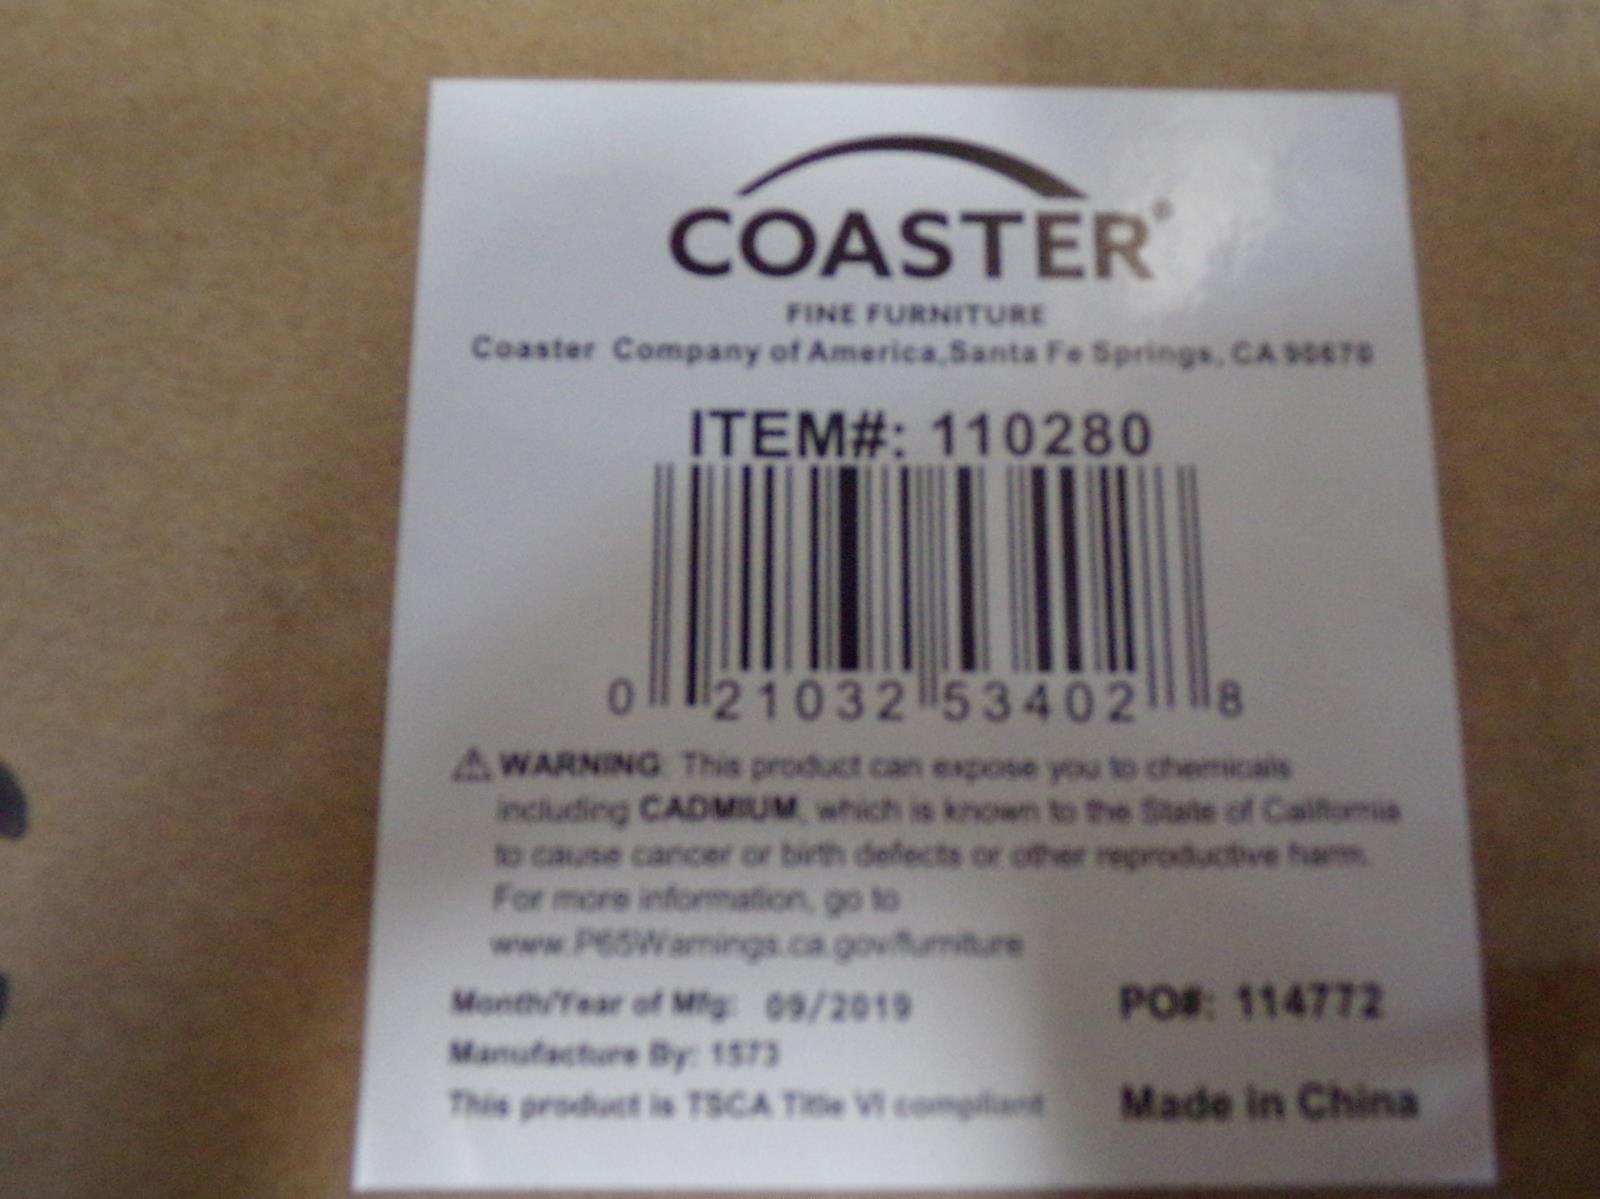 COASTER®
FINE FURNITURE
Coaster Company of America,Santa Fe Springs, CA 90670
ITEM#: 110280
0 21032 53402 8
⚠ WARNING: This product can expose you to chemicals
including CADMIUM, which is known to the State of California
to cause cancer or birth defects or other reproductive harm.
For more information, go to
www.P65Warnings.ca.gov/furniture
Month/Year of Mfg: 09/2019 PO#: 114772
Manufacture By: 1573
This product is TSCA Title VI compliant Made in China